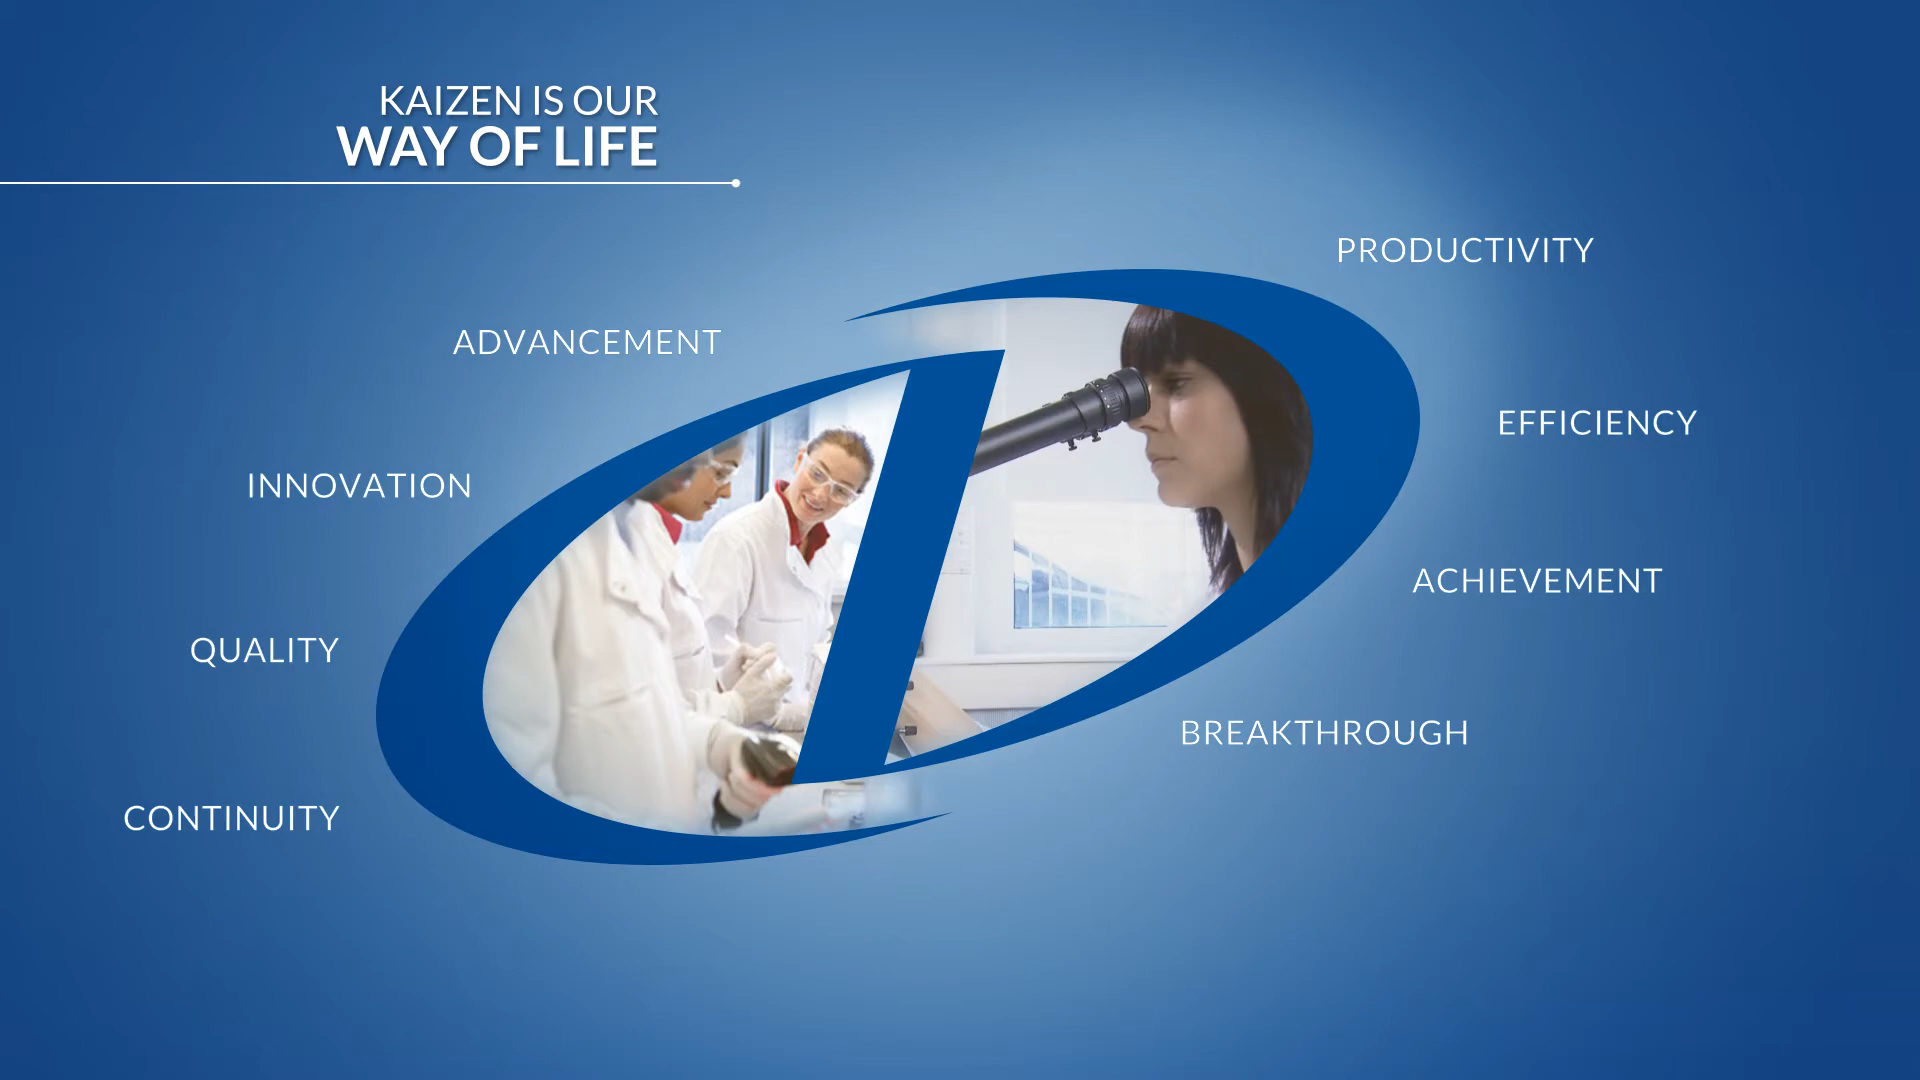 KAIZEN IS OUR
WAY OF LIFE
PRODUCTIVITY
ADVANCEMENT
EFFICIENCY
INNOVATION
ACHIEVEMENT
QUALITY
BREAKTHROUGH
CONTINUITY